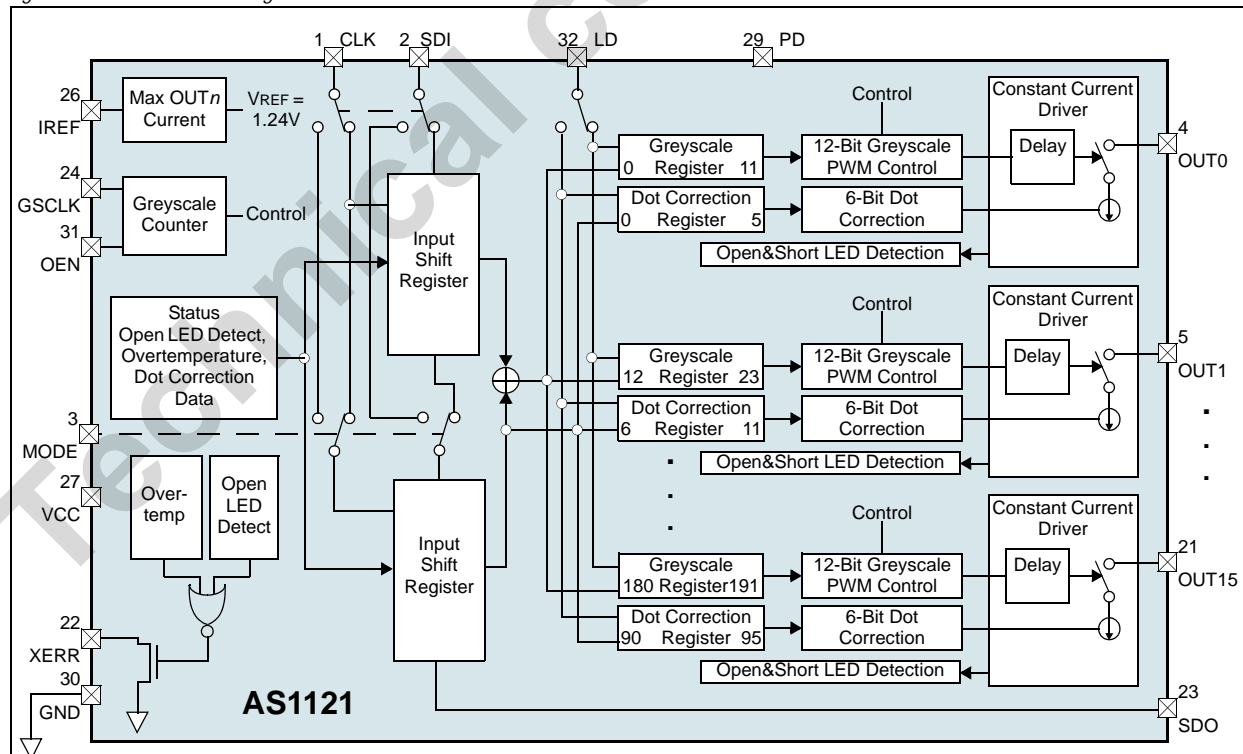 1 CLK
2 SDI
32 LD
29 PD
26
IREF
Max OUTn
Current
VREF =
1.24V
24
GSCLK
31
OEN
Greyscale
Counter
Control
Status
Open LED Detect,
Overtemperature,
Dot Correction
Data
3
MODE
27
VCC
Over-
temp
Open
LED
Detect
22
XERR
30
GND
AS1121
Input
Shift
Register
Input
Shift
Register
Greyscale
0 Register 11
Dot Correction
0 Register 5
Control
12-Bit Greyscale
PWM Control
6-Bit Dot
Correction
Open&Short LED Detection
Constant Current
Driver
Delay
4
OUT0
Greyscale
12 Register 23
Dot Correction
6 Register 11
Control
12-Bit Greyscale
PWM Control
6-Bit Dot
Correction
Open&Short LED Detection
Constant Current
Driver
Delay
5
OUT1
Greyscale
180 Register191
Dot Correction
90 Register 95
Control
12-Bit Greyscale
PWM Control
6-Bit Dot
Correction
Open&Short LED Detection
Constant Current
Driver
Delay
21
OUT15
23
SDO
Technical